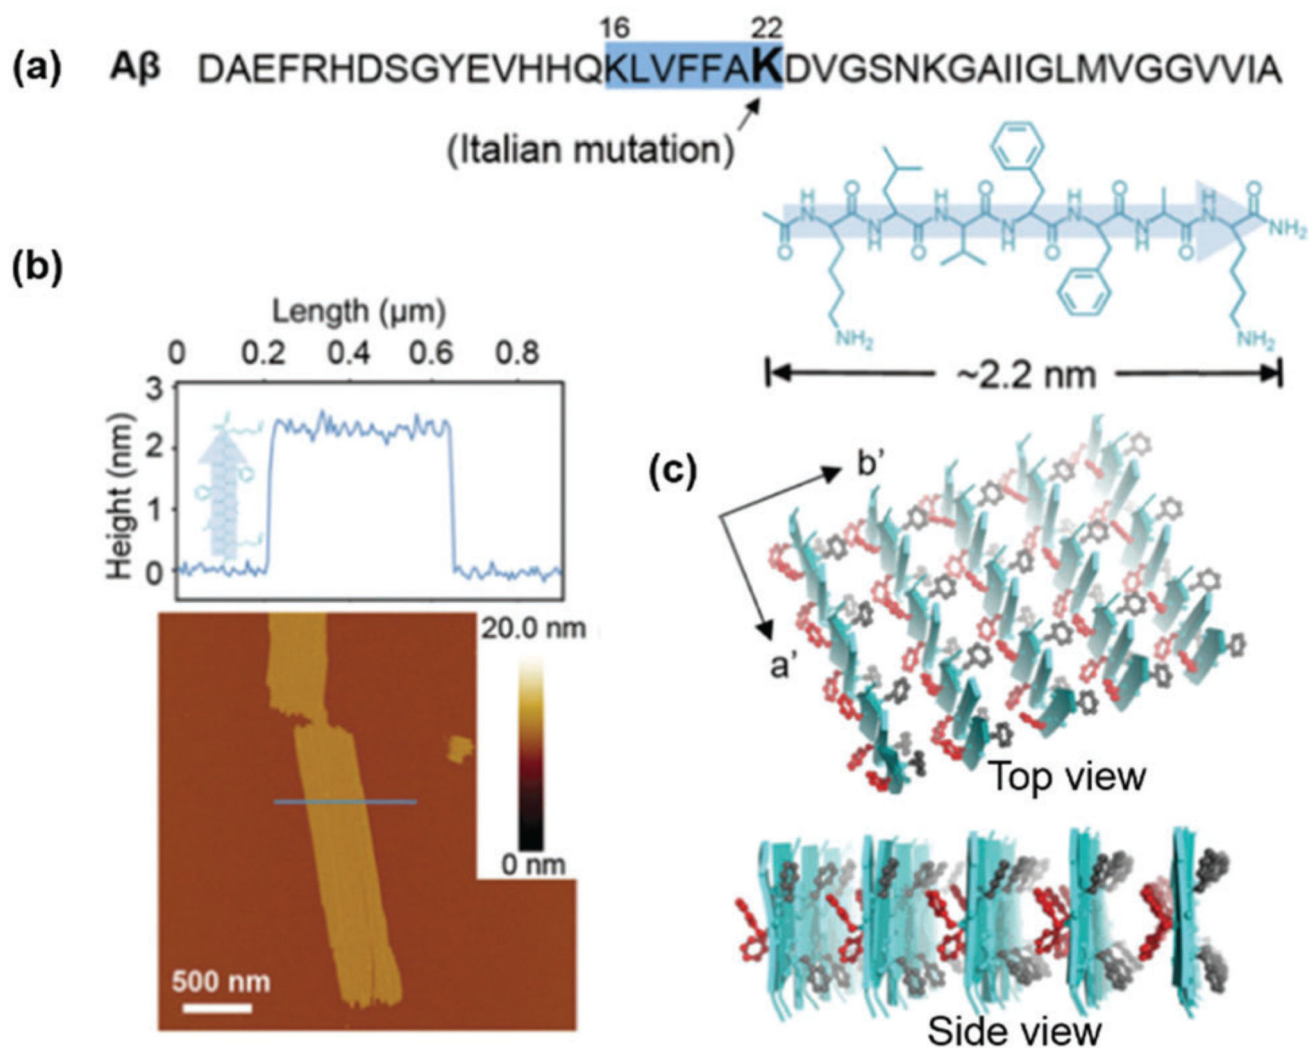 (a) Aβ DAEFRHDSGYEVHHQKLVFFAKDVGSNKGAIIGLMVGGVVIA
16 22
(Italian mutation)
H O H O H O H O
N N N N
O N O N O N O NH₂
H H H
NH₂ NH₂
~2.2 nm
(b)
Length (μm)
0 0.2 0.4 0.6 0.8
Height (nm)
3
2
1
0
20.0 nm
0 nm
500 nm
(c)
b’
a’
Top view
Side view